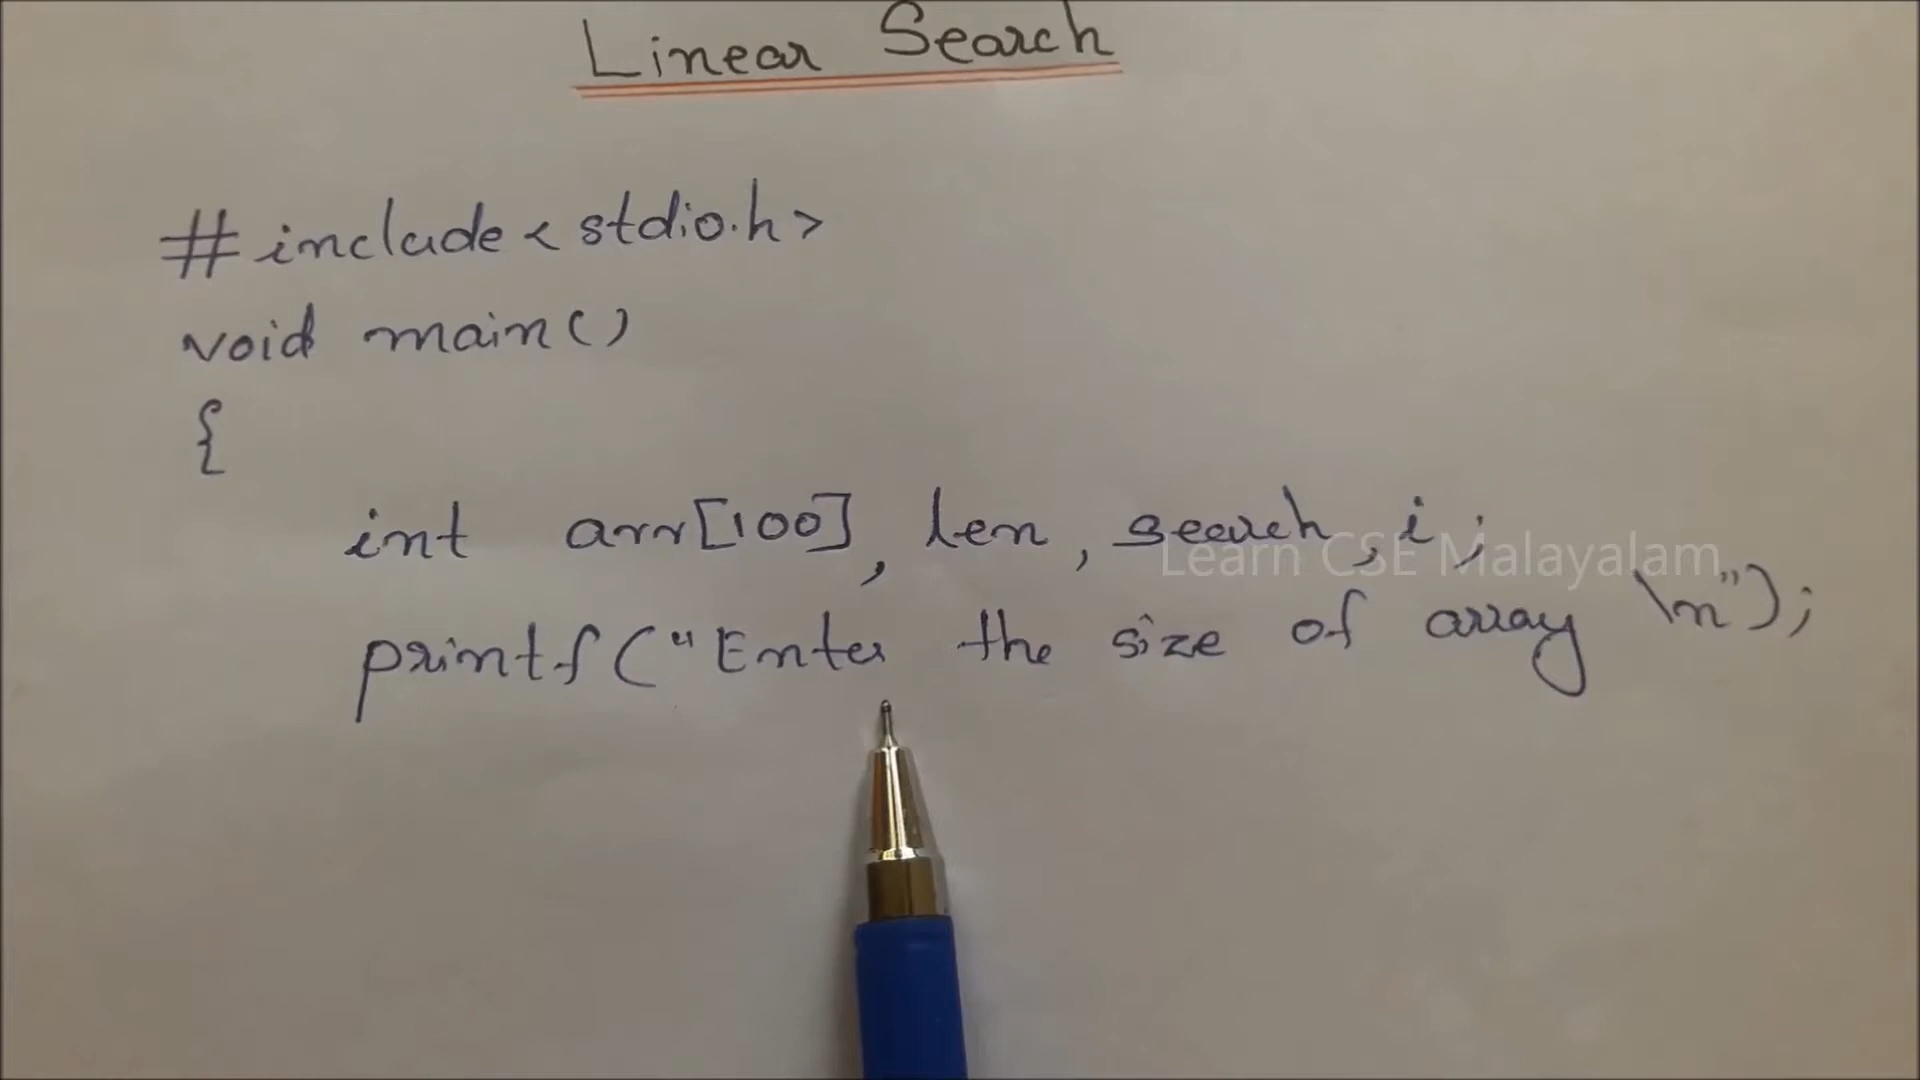 Linear Search
#include<stdio.h>
void main()
{
int arr[100], len, search, i;
Learn CSE Malayalam
printf("Enter the size of array \n");